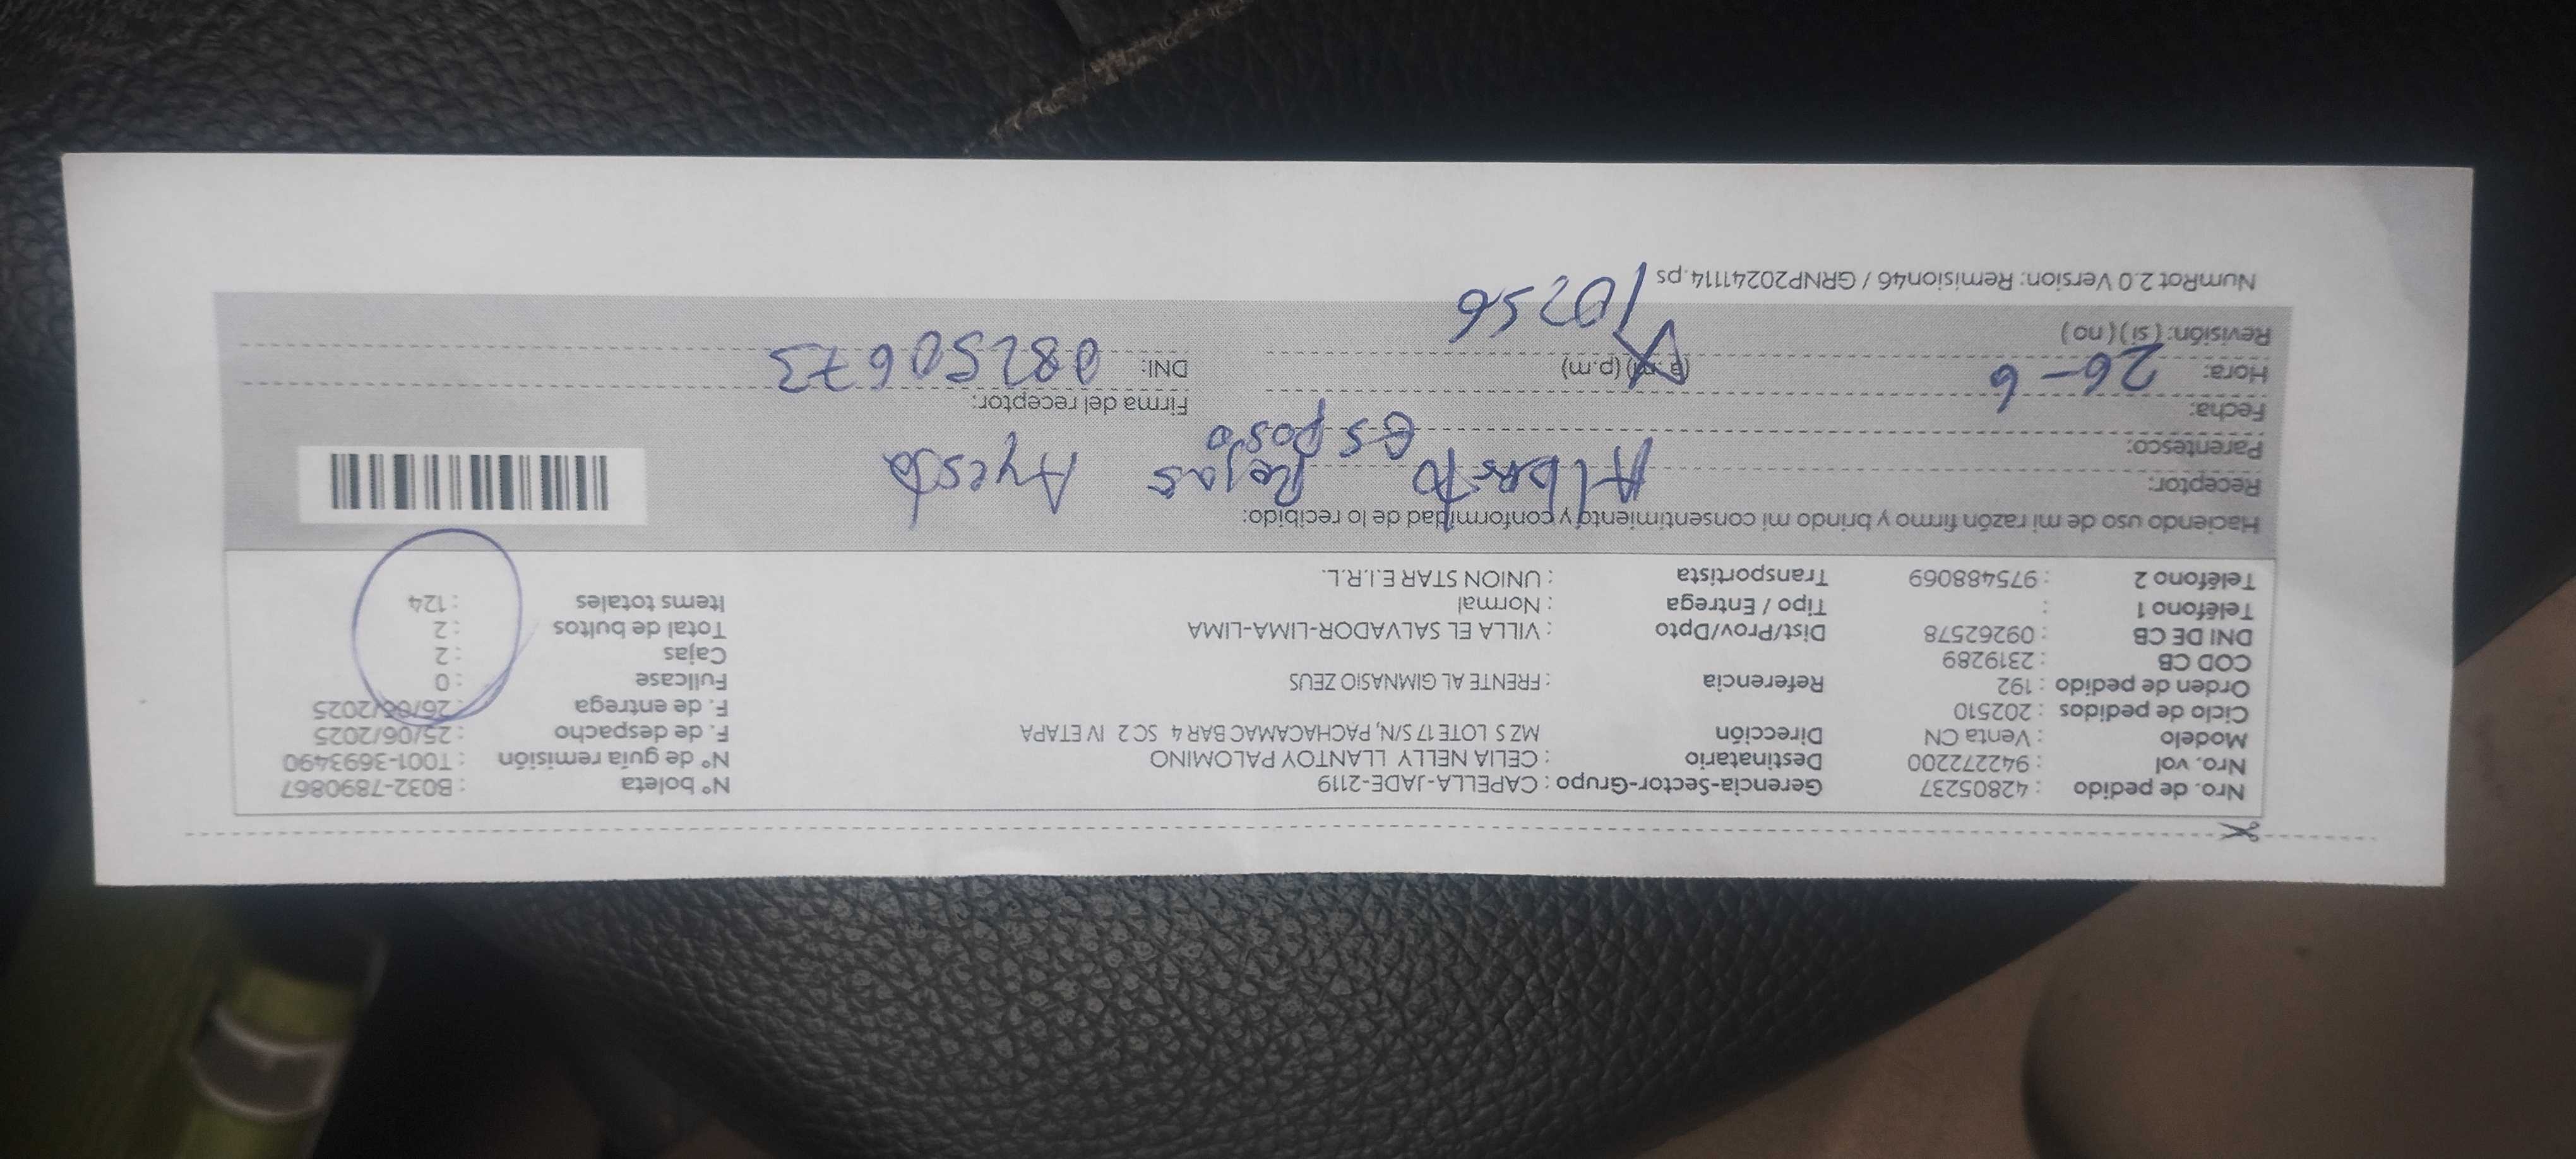 Nro. de pedido : 42805237 Gerencia-Sector-Grupo : CAPELLA-JADE-2119 N° boleta : B032-7890867
Nro. vol : 942272200 Destinatario : CELIA NELLY LLANTOY PALOMINO N° de guía remisión : T001-3693490
Modelo : Venta CN Dirección MZ S LOTE 17 S/N, PACHACAMAC BAR 4 SC 2 IV ETAPA F. de despacho : 25/06/2025
Ciclo de pedidos : 202510 F. de entrega : 26/06/2025
Orden de pedido : 192 Referencia : FRENTE AL GIMNASIO ZEUS Fullcase : 0
COD CB : 2319289 Cajas : 2
DNI DE CB : 09262578 Dist/Prov/Dpto : VILLA EL SALVADOR-LIMA-LIMA Total de bultos : 2
Teléfono 1 : Tipo / Entrega : Normal Items totales : 124
Teléfono 2 : 975488069 Transportista : UNION STAR E.I.R.L.
Haciendo uso de mi razón firmo y brindo mi consentimiento y conformidad de lo recibido:
Receptor: Alberto Rojas Ayesta
Parentesco: esposo
Fecha: 26-6 Firma del receptor:
Hora: (a.m) (p.m) DNI: 08250673
Revisión: (si) (no) 10256
NumRot 2.0 Version: Remision46 / GRNP20241114.ps